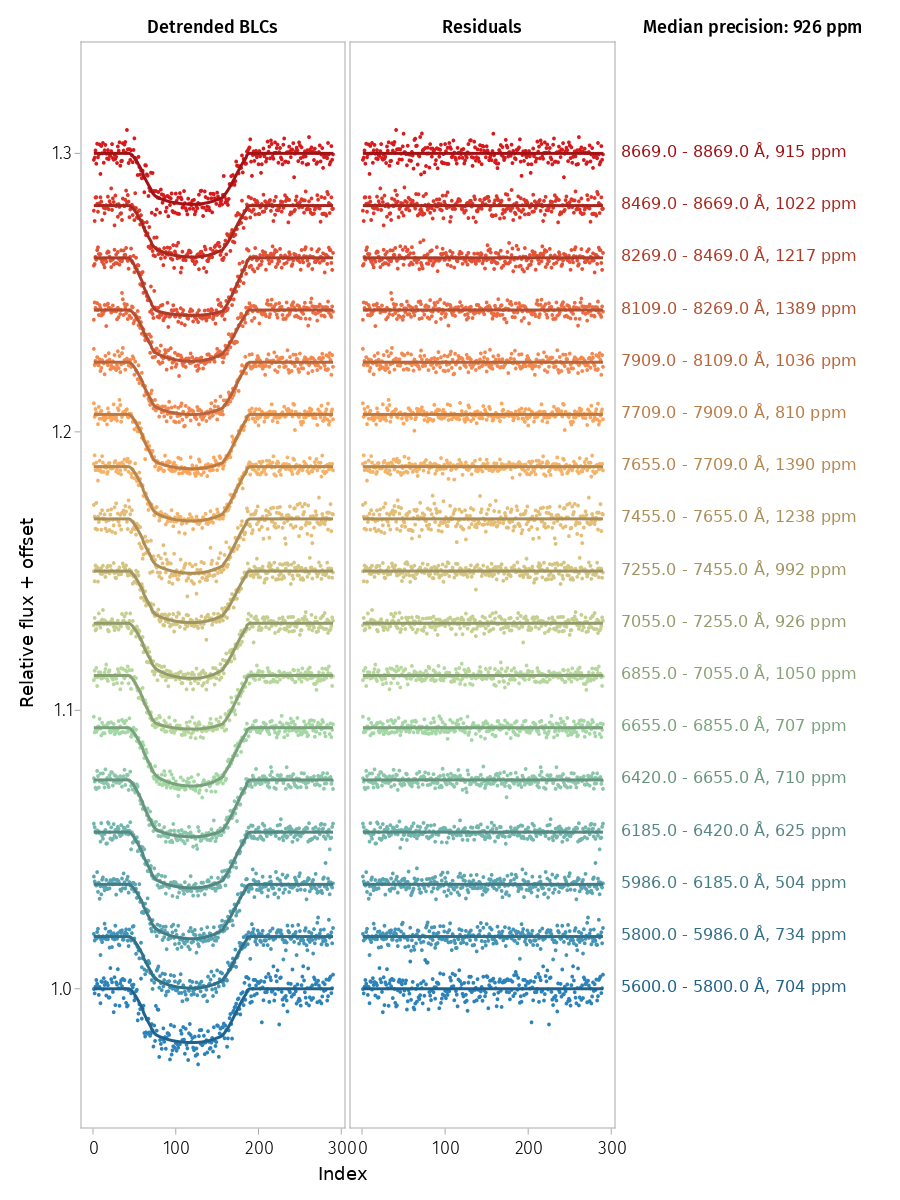 Detrended BLCs
Residuals
Median precision: 926 ppm
Relative flux + offset
1.3
1.2
1.1
1.0
8669.0 - 8869.0 Å, 915 ppm
8469.0 - 8669.0 Å, 1022 ppm
8269.0 - 8469.0 Å, 1217 ppm
8109.0 - 8269.0 Å, 1389 ppm
7909.0 - 8109.0 Å, 1036 ppm
7709.0 - 7909.0 Å, 810 ppm
7655.0 - 7709.0 Å, 1390 ppm
7455.0 - 7655.0 Å, 1238 ppm
7255.0 - 7455.0 Å, 992 ppm
7055.0 - 7255.0 Å, 926 ppm
6855.0 - 7055.0 Å, 1050 ppm
6655.0 - 6855.0 Å, 707 ppm
6420.0 - 6655.0 Å, 710 ppm
6185.0 - 6420.0 Å, 625 ppm
5986.0 - 6185.0 Å, 504 ppm
5800.0 - 5986.0 Å, 734 ppm
5600.0 - 5800.0 Å, 704 ppm
0 100 200 300
0 100 200 300
Index